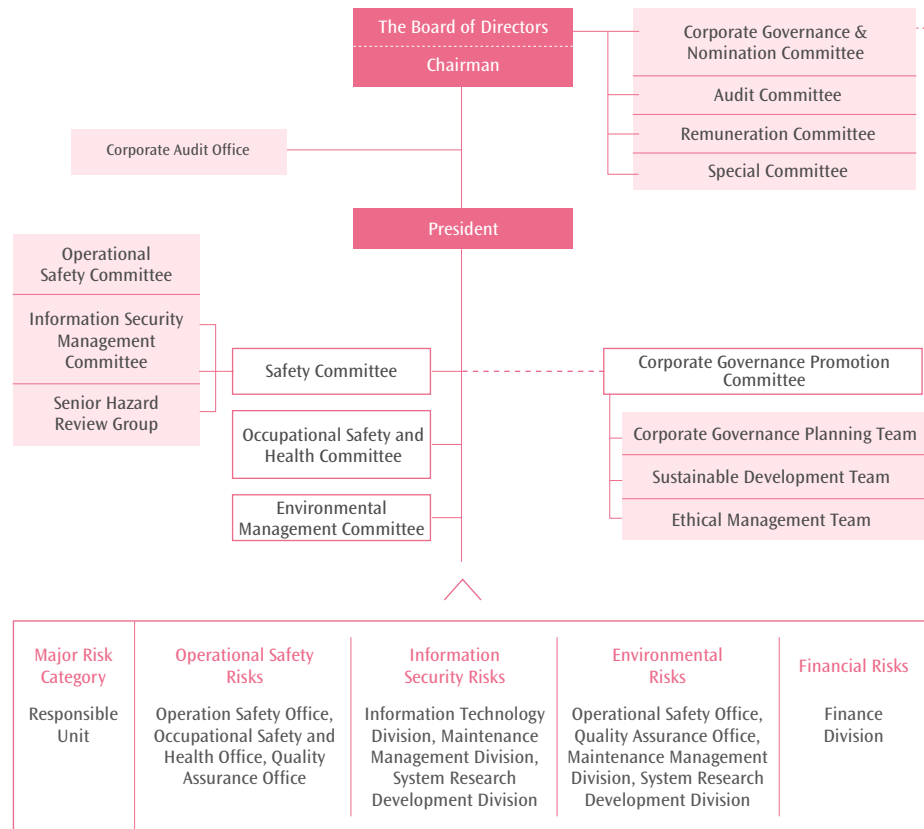 The Board of Directors
Chairman
Corporate Governance &
Nomination Committee
Audit Committee
Remuneration Committee
Special Committee
Corporate Audit Office
President
Operational
Safety Committee
Information Security
Management
Committee
Senior Hazard
Review Group
Safety Committee
Occupational Safety and
Health Committee
Environmental
Management Committee
Corporate Governance Promotion
Committee
Corporate Governance Planning Team
Sustainable Development Team
Ethical Management Team
Major Risk
Category
Responsible
Unit
Operational Safety
Risks
Operation Safety Office,
Occupational Safety and
Health Office, Quality
Assurance Office
Information
Security Risks
Information Technology
Division, Maintenance
Management Division,
System Research
Development Division
Environmental
Risks
Operational Safety Office,
Quality Assurance Office,
Maintenance Management
Division, System Research
Development Division
Financial Risks
Finance
Division